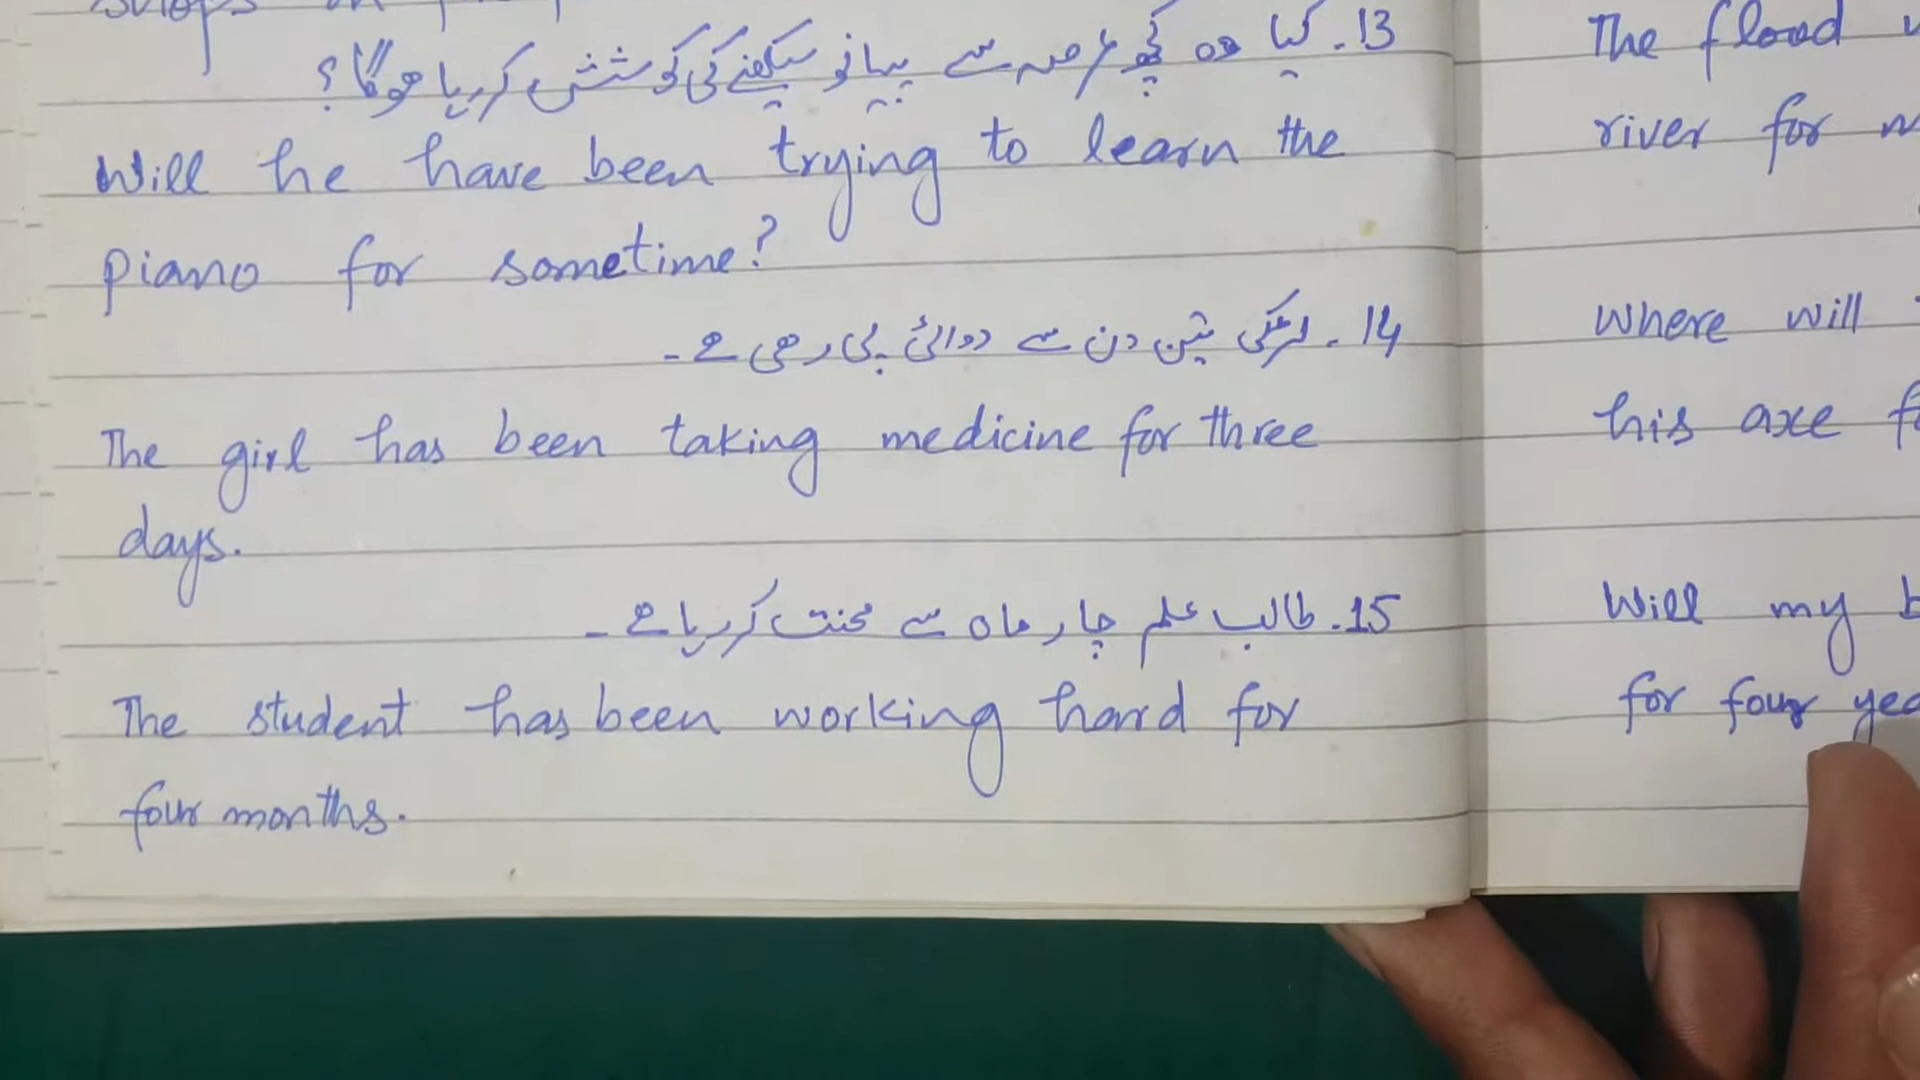 13. کیا وہ کچھ عرصہ سے پیانو سیکھنے کی کوشش کر رہا ہوگا؟
Will he have been trying to learn the
piano for sometime?
14. لڑکی تین دن سے دوائی پی رہی ہے۔
The girl has been taking medicine for three
days.
15. طالب علم چار ماہ سے محنت کر رہا ہے۔
The student has been working hard for
four months.
The flood
river for
Where will
his axe
Will my
for four